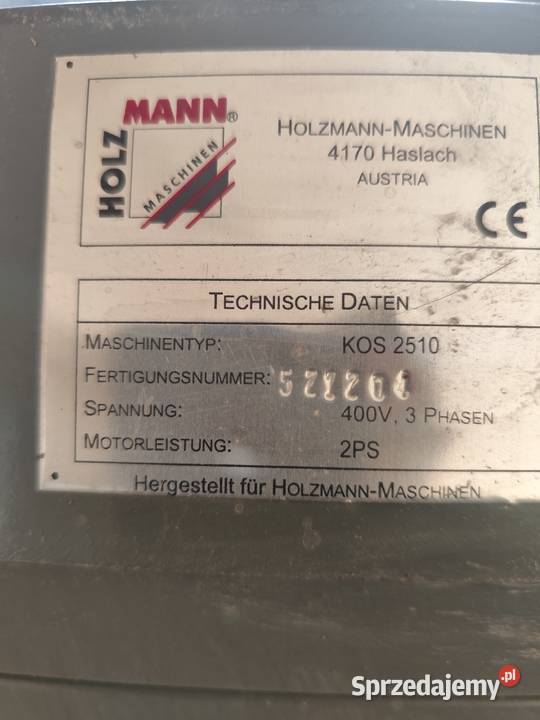 HOLZ
MANN®
MASCHINEN
HOLZMANN-MASCHINEN
4170 Haslach
AUSTRIA
CE
TECHNISCHE DATEN
MASCHINENTYP: KOS 2510
FERTIGUNGSNUMMER:
SPANNUNG: 400V, 3 PHASEN
MOTORLEISTUNG: 2PS
Hergestellt für HOLZMANN-MASCHINEN
Sprzedajemy.pl